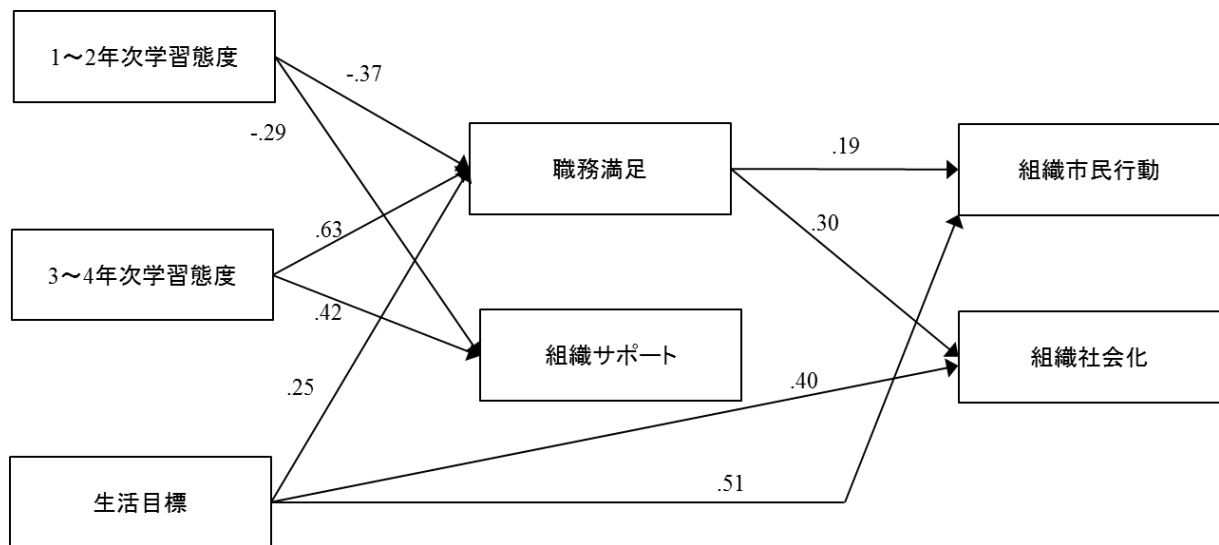 1～2年次学習態度
-.37
-.29
職務満足
.19
組織市民行動
.30
3～4年次学習態度
.63
.42
組織サポート
組織社会化
.25
.40
生活目標
.51